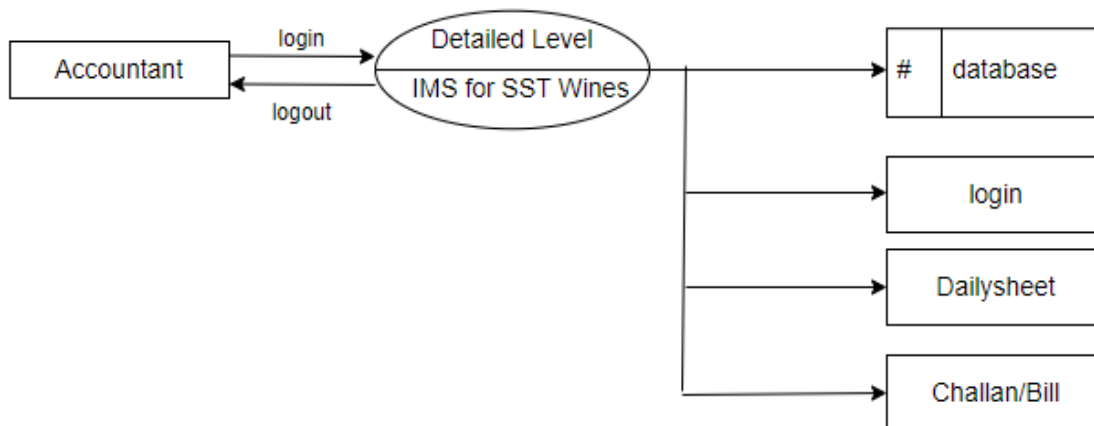 login
Accountant
logout
Detailed Level
IMS for SST Wines
# database
login
Dailysheet
Challan/Bill